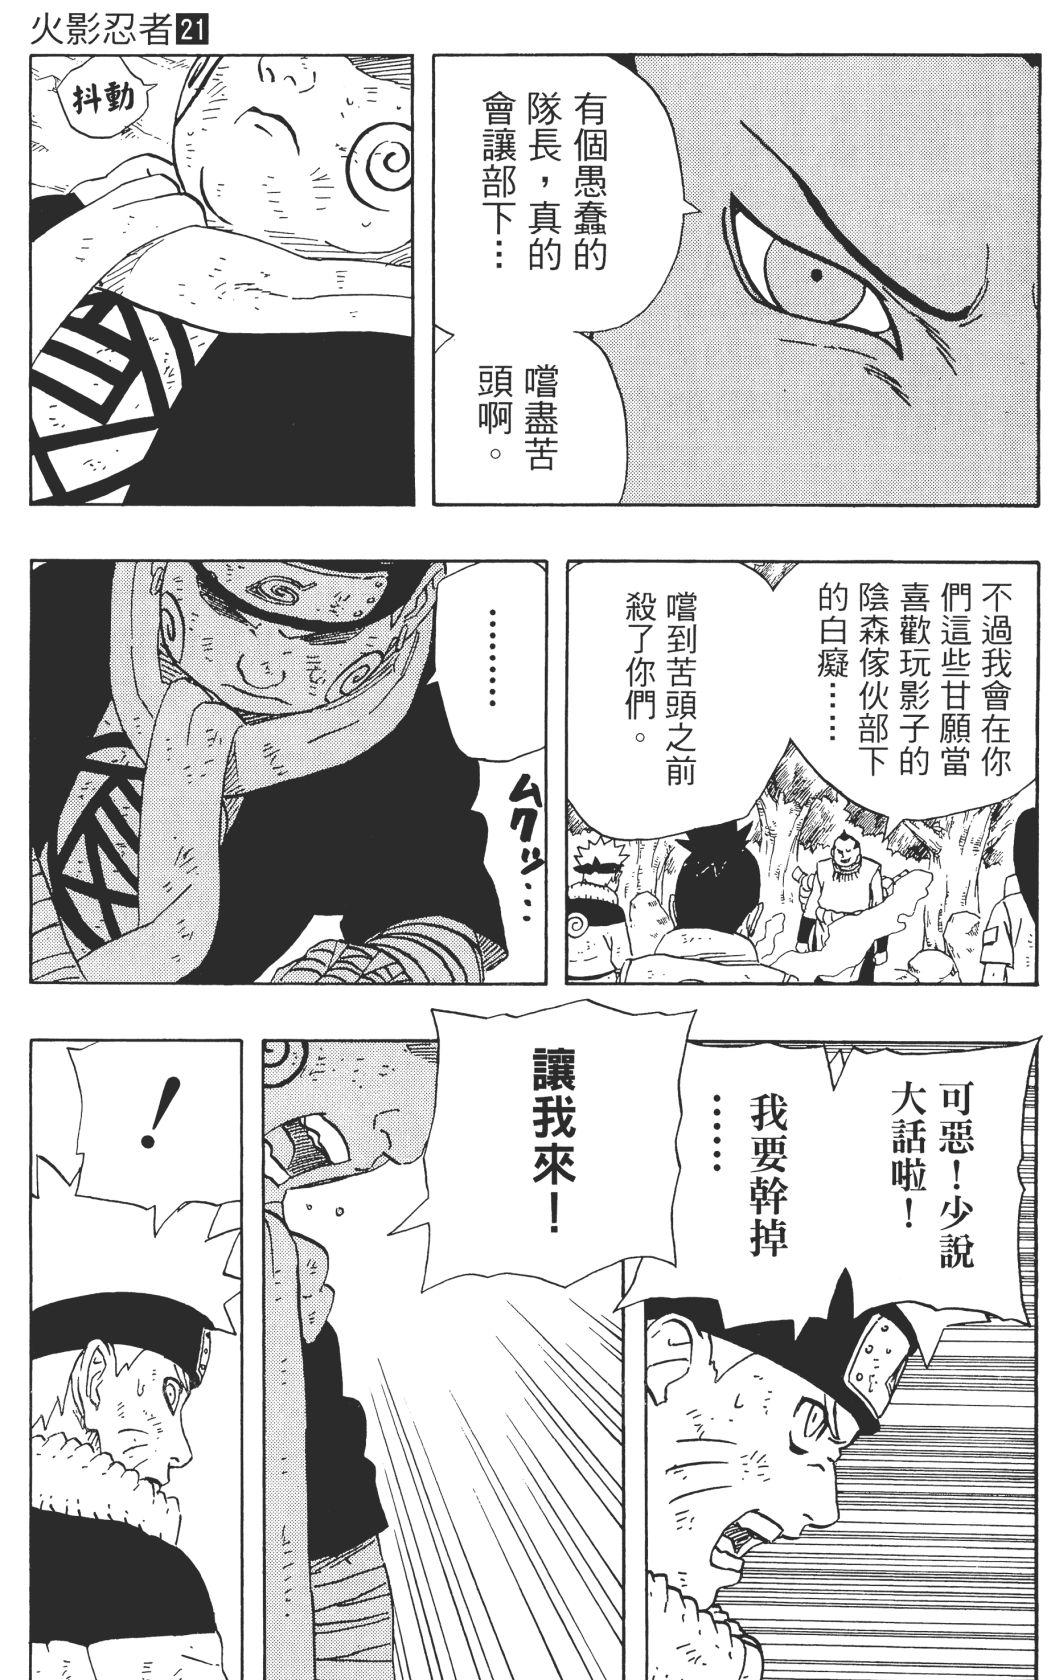 火影忍者21
有個愚蠢的
隊長，真的
會讓部下…
嚐盡苦
頭啊。
抖動
不過我會在你
們這些甘願當
喜歡玩影子的
陰森傢伙部下
的白癡……
嚐到苦頭之前
殺了你們。
………
ムクッ…
可惡！少說
大話啦！
我要幹掉
……
讓我來！
！